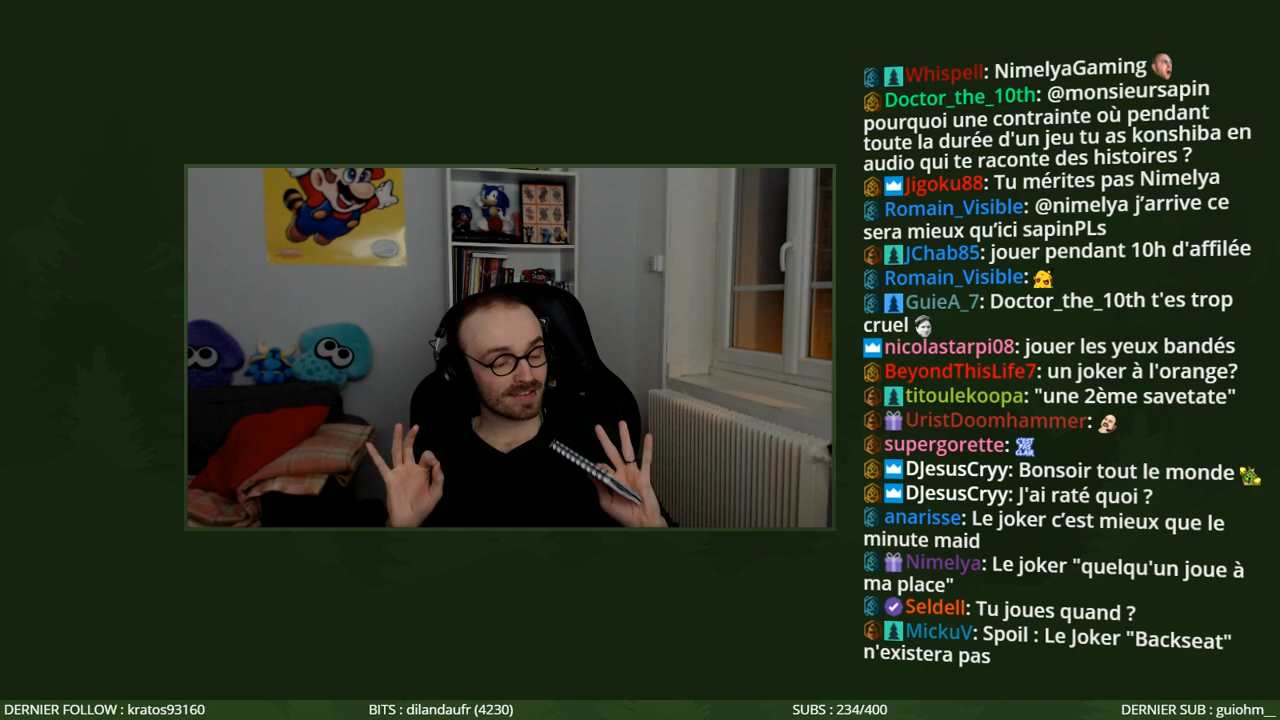 Whispell: NimelyaGaming
Doctor_the_10th: @monsieursapin
pourquoi une contrainte où pendant
toute la durée d'un jeu tu as konshiba en
audio qui te raconte des histoires ?
Jigoku88: Tu mérites pas Nimelya
Romain_Visible: @nimelya j’arrive ce
sera mieux qu’ici sapinPLs
JChab85: jouer pendant 10h d'affilée
Romain_Visible:
GuieA_7: Doctor_the_10th t'es trop
cruel
nicolastarpi08: jouer les yeux bandés
BeyondThisLife7: un joker à l'orange?
titoulekoopa: "une 2ème savetate"
UristDoomhammer:
supergorette: C'EST PAS CLAIR
DJesusCryy: Bonsoir tout le monde
DJesusCryy: J'ai raté quoi ?
anarisse: Le joker c’est mieux que le
minute maid
Nimelya: Le joker "quelqu'un joue à
ma place"
Seldell: Tu joues quand ?
MickuV: Spoil : Le Joker "Backseat"
n'existera pas
DERNIER FOLLOW : kratos93160 BITS : dilandaufr (4230) SUBS : 234/400 DERNIER SUB : guiohm__